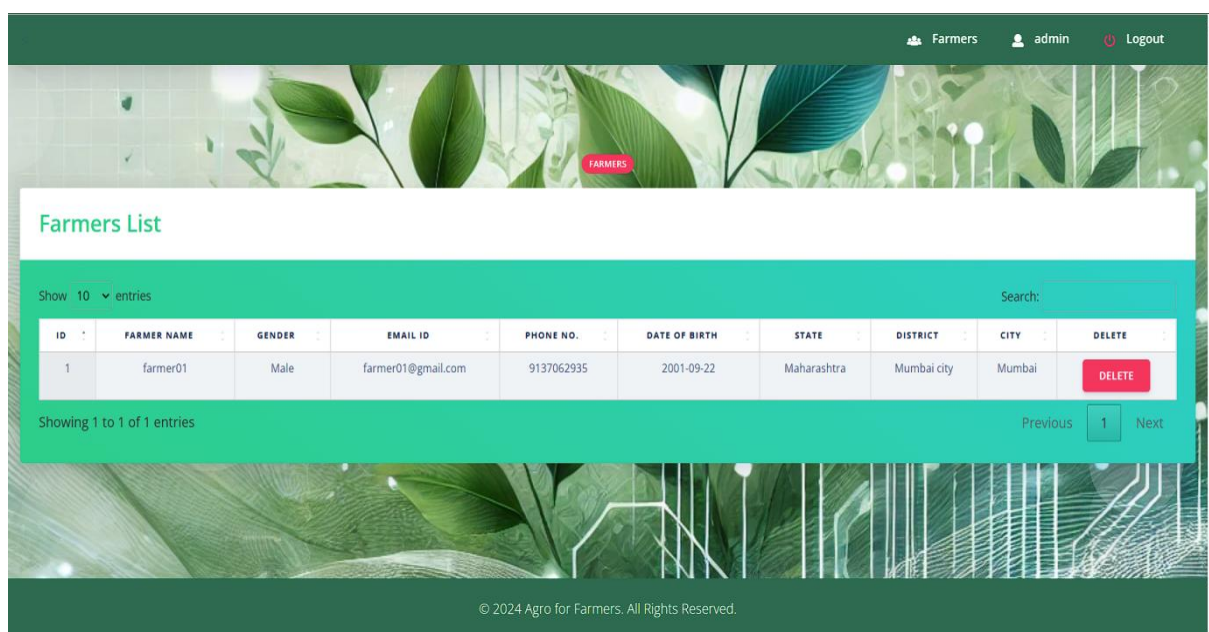 Farmers admin Logout
FARMERS
Farmers List
Show 10 entries Search:
ID FARMER NAME GENDER EMAIL ID PHONE NO. DATE OF BIRTH STATE DISTRICT CITY DELETE
1 farmer01 Male farmer01@gmail.com 9137062935 2001-09-22 Maharashtra Mumbai city Mumbai DELETE
Showing 1 to 1 of 1 entries Previous 1 Next
© 2024 Agro for Farmers. All Rights Reserved.